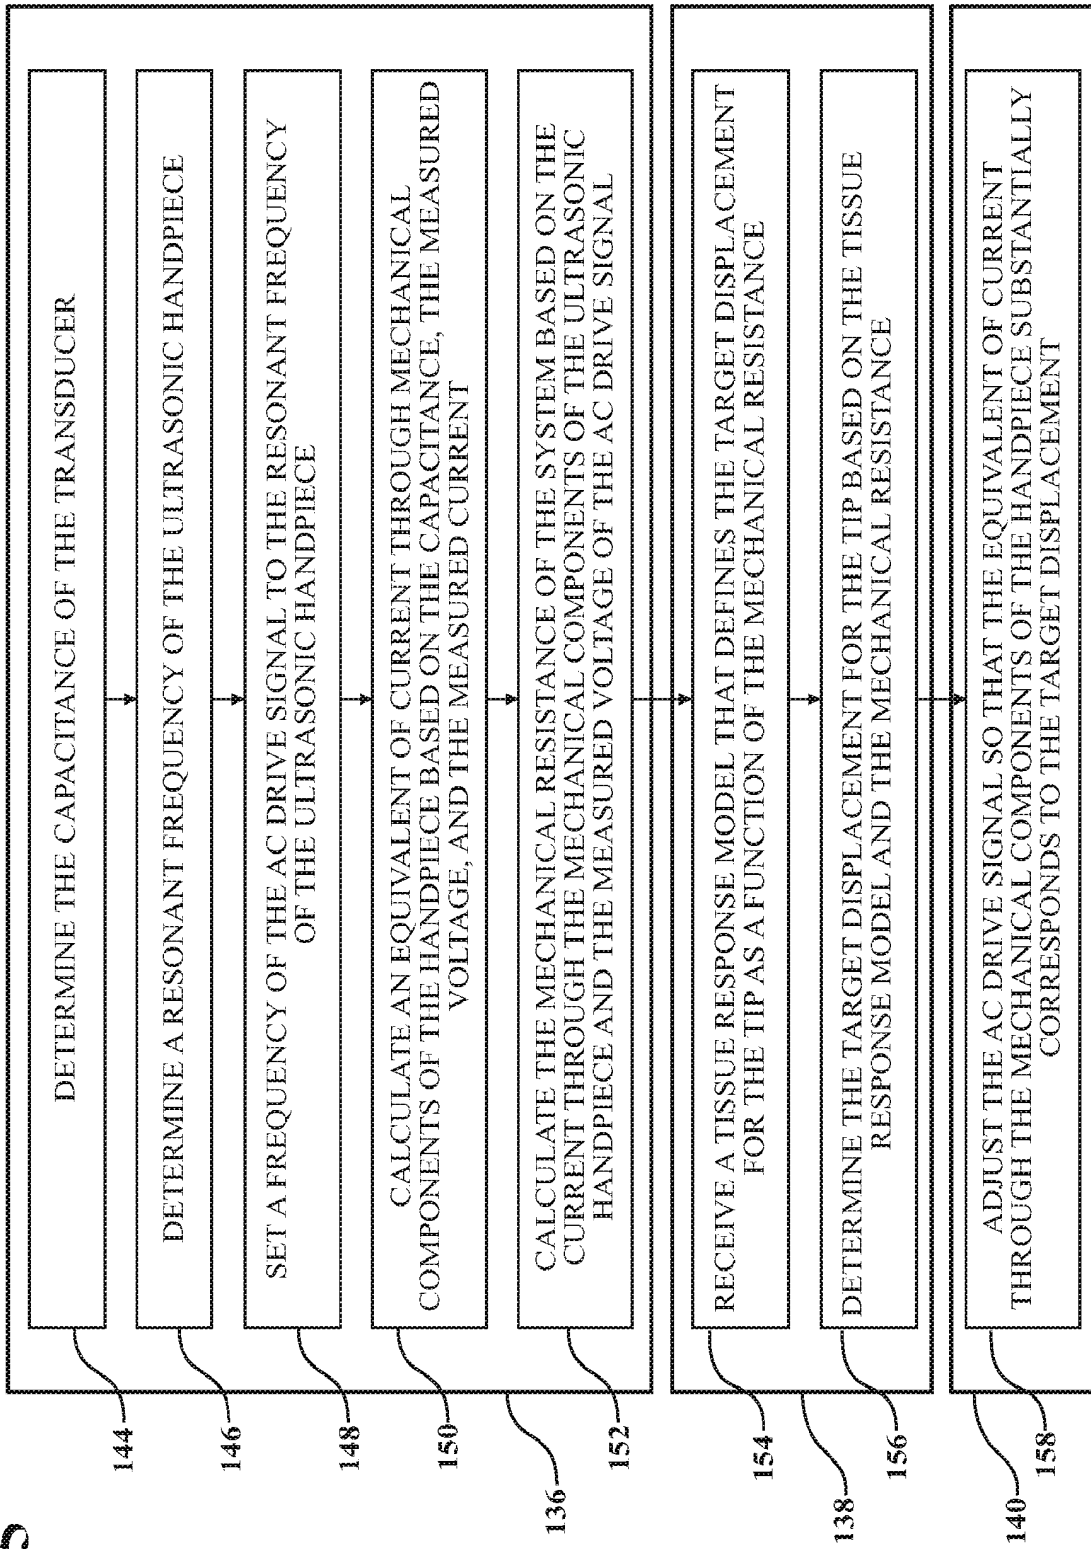 DETERMINE THE CAPACITANCE OF THE TRANSDUCER
144
DETERMINE A RESONANT FREQUENCY OF THE ULTRASONIC HANDPIECE
146
SET A FREQUENCY OF THE AC DRIVE SIGNAL TO THE RESONANT FREQUENCY
OF THE ULTRASONIC HANDPIECE
148
CALCULATE AN EQUIVALENT OF CURRENT THROUGH MECHANICAL
COMPONENTS OF THE HANDPIECE BASED ON THE CAPACITANCE, THE MEASURED
VOLTAGE, AND THE MEASURED CURRENT
150
136
CALCULATE THE MECHANICAL RESISTANCE OF THE SYSTEM BASED ON THE
CURRENT THROUGH THE MECHANICAL COMPONENTS OF THE ULTRASONIC
HANDPIECE AND THE MEASURED VOLTAGE OF THE AC DRIVE SIGNAL
152
RECEIVE A TISSUE RESPONSE MODEL THAT DEFINES THE TARGET DISPLACEMENT
FOR THE TIP AS A FUNCTION OF THE MECHANICAL RESISTANCE
154
138
DETERMINE THE TARGET DISPLACEMENT FOR THE TIP BASED ON THE TISSUE
RESPONSE MODEL AND THE MECHANICAL RESISTANCE
156
140
ADJUST THE AC DRIVE SIGNAL SO THAT THE EQUIVALENT OF CURRENT
THROUGH THE MECHANICAL COMPONENTS OF THE HANDPIECE SUBSTANTIALLY
CORRESPONDS TO THE TARGET DISPLACEMENT
158